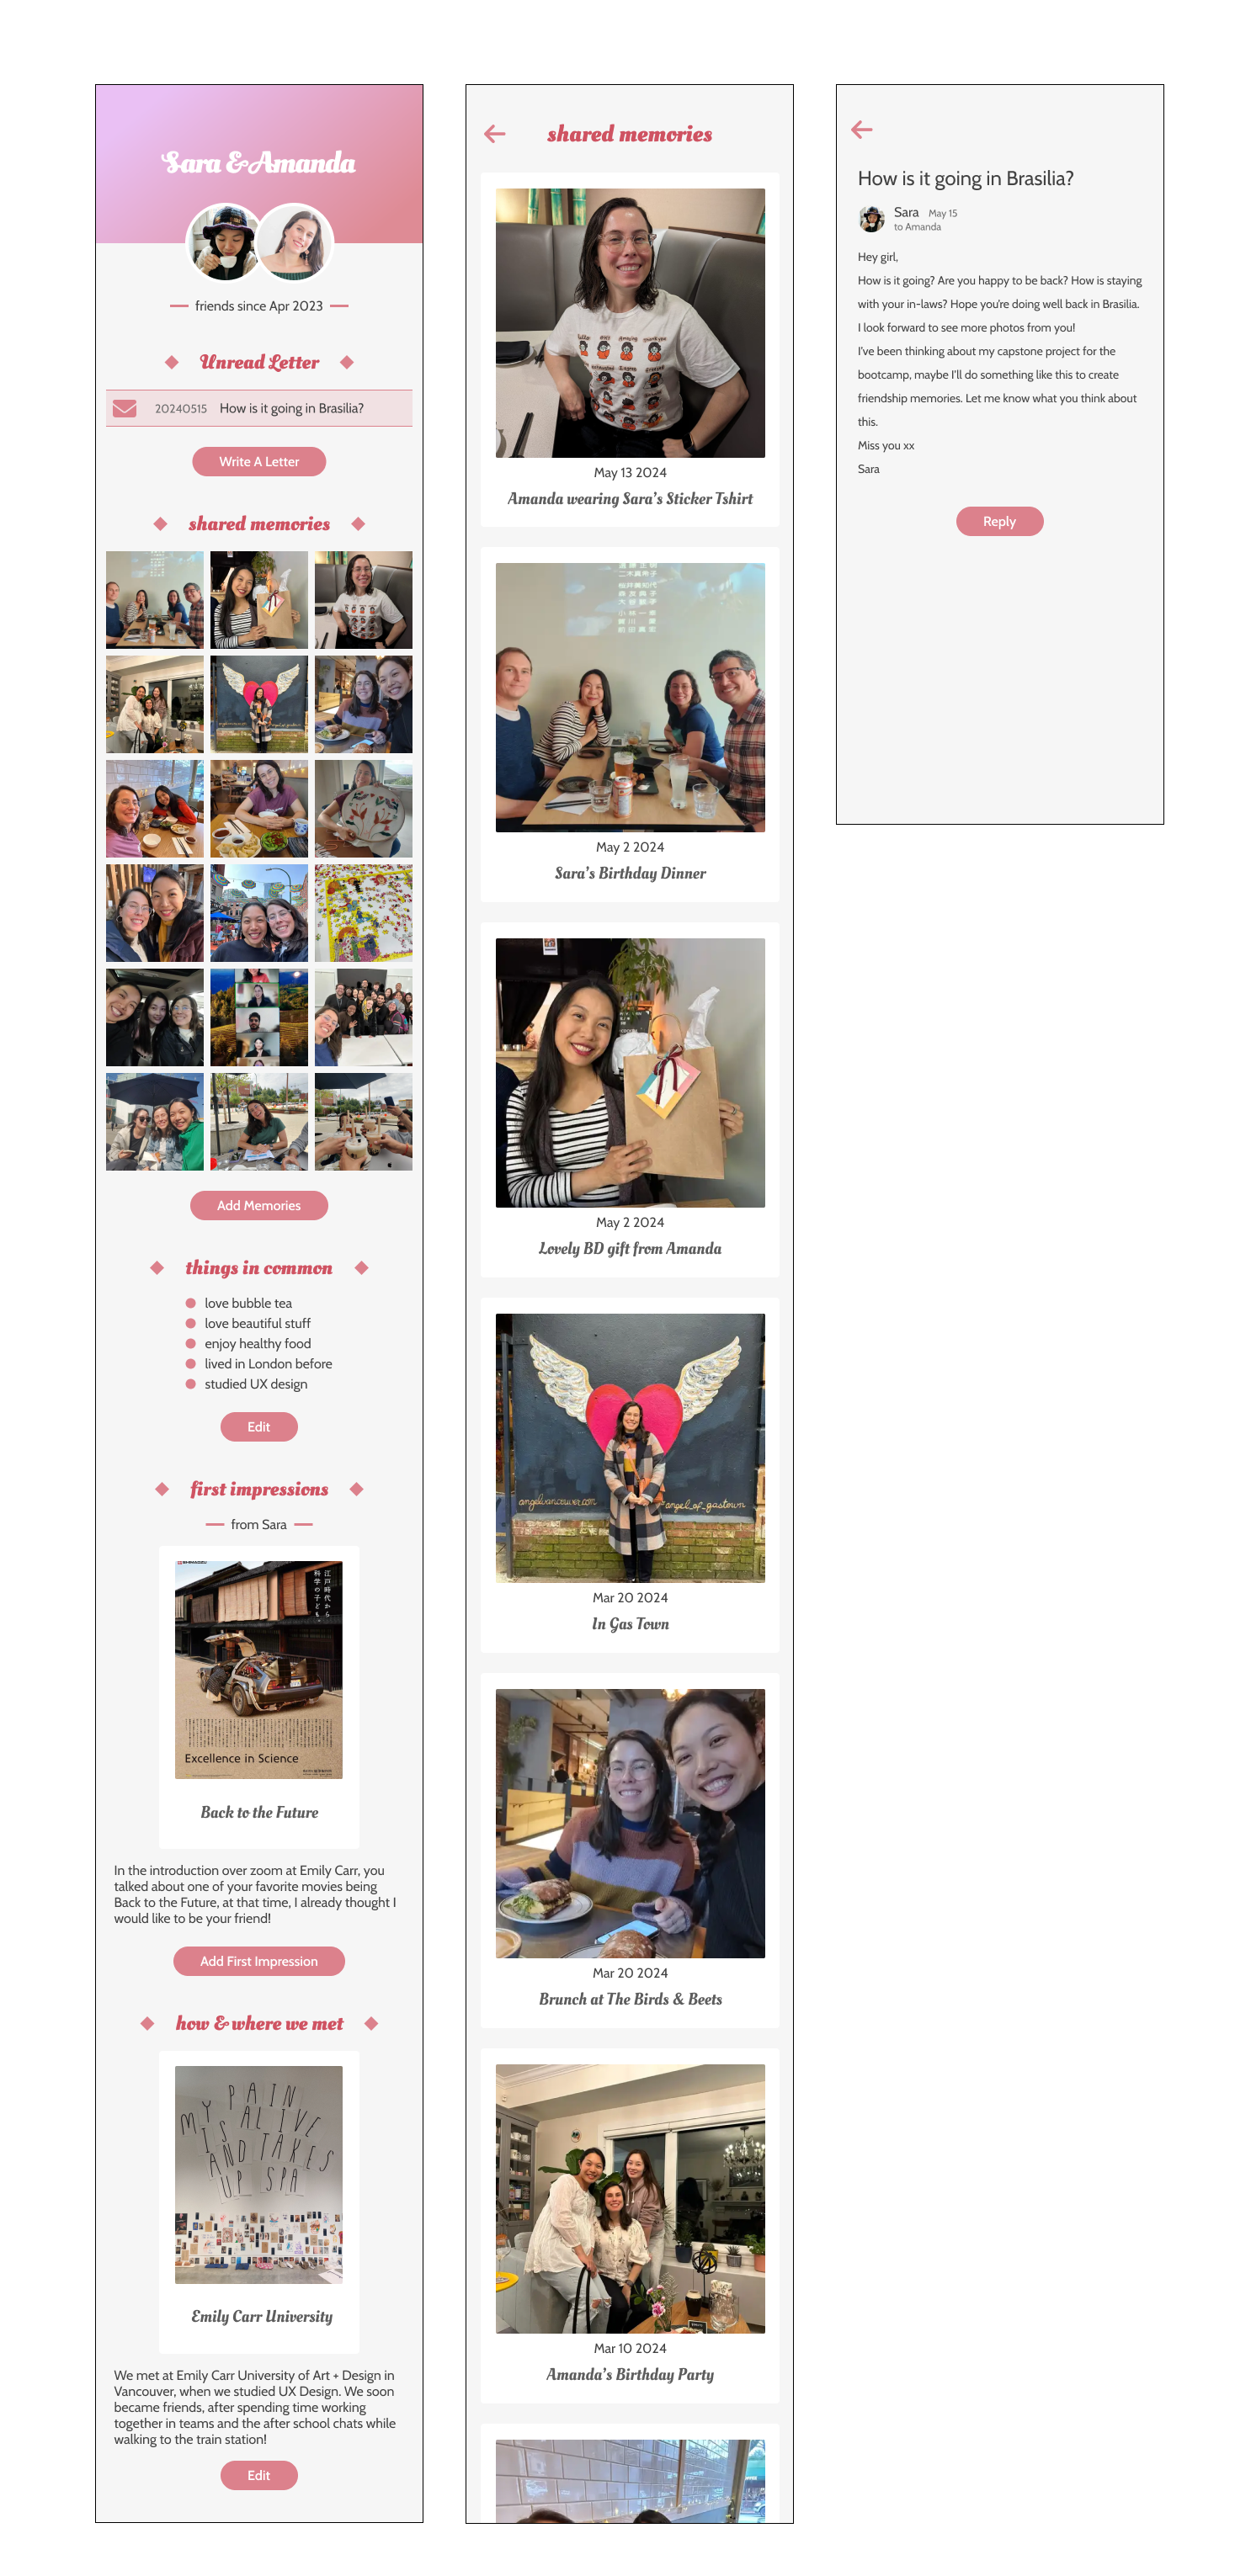 Sara & Amanda
friends since Apr 2023
Unread Letter
20240515 How is it going in Brasilia?
Write A Letter
shared memories
Add Memories
things in common
love bubble tea
love beautiful stuff
enjoy healthy food
lived in London before
studied UX design
Edit
first impressions
from Sara
江戸時代から
科学の子ども。
Excellence in Science
Back to the Future
In the introduction over zoom at Emily Carr, you
talked about one of your favorite movies being
Back to the Future, at that time, I already thought I
would like to be your friend!
Add First Impression
how & where we met
MY PAIN
IS ALIVE
AND TAKES
UP SPA
Emily Carr University
We met at Emily Carr University of Art + Design in
Vancouver, when we studied UX Design. We soon
became friends, after spending time working
together in teams and the after school chats while
walking to the train station!
Edit
shared memories
May 13 2024
Amanda wearing Sara's Sticker Tshirt
May 2 2024
Sara's Birthday Dinner
May 2 2024
Lovely BD gift from Amanda
angelvancouver.com
angel_of_gastown
Mar 20 2024
In Gas Town
Mar 20 2024
Brunch at The Birds & Beets
Mar 10 2024
Amanda's Birthday Party
How is it going in Brasilia?
Sara May 15
to Amanda
Hey girl,
How is it going? Are you happy to be back? How is staying
with your in-laws? Hope you're doing well back in Brasilia.
I look forward to see more photos from you!
I've been thinking about my capstone project for the
bootcamp, maybe I'll do something like this to create
friendship memories. Let me know what you think about
this.
Miss you xx
Sara
Reply